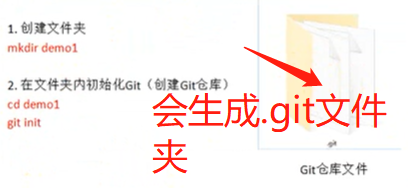 1. 创建文件夹
mkdir demo1
2. 在文件夹内初始化Git（创建Git仓库）
cd demo1
git init
会生成.git文件
夹
.git
Git仓库文件